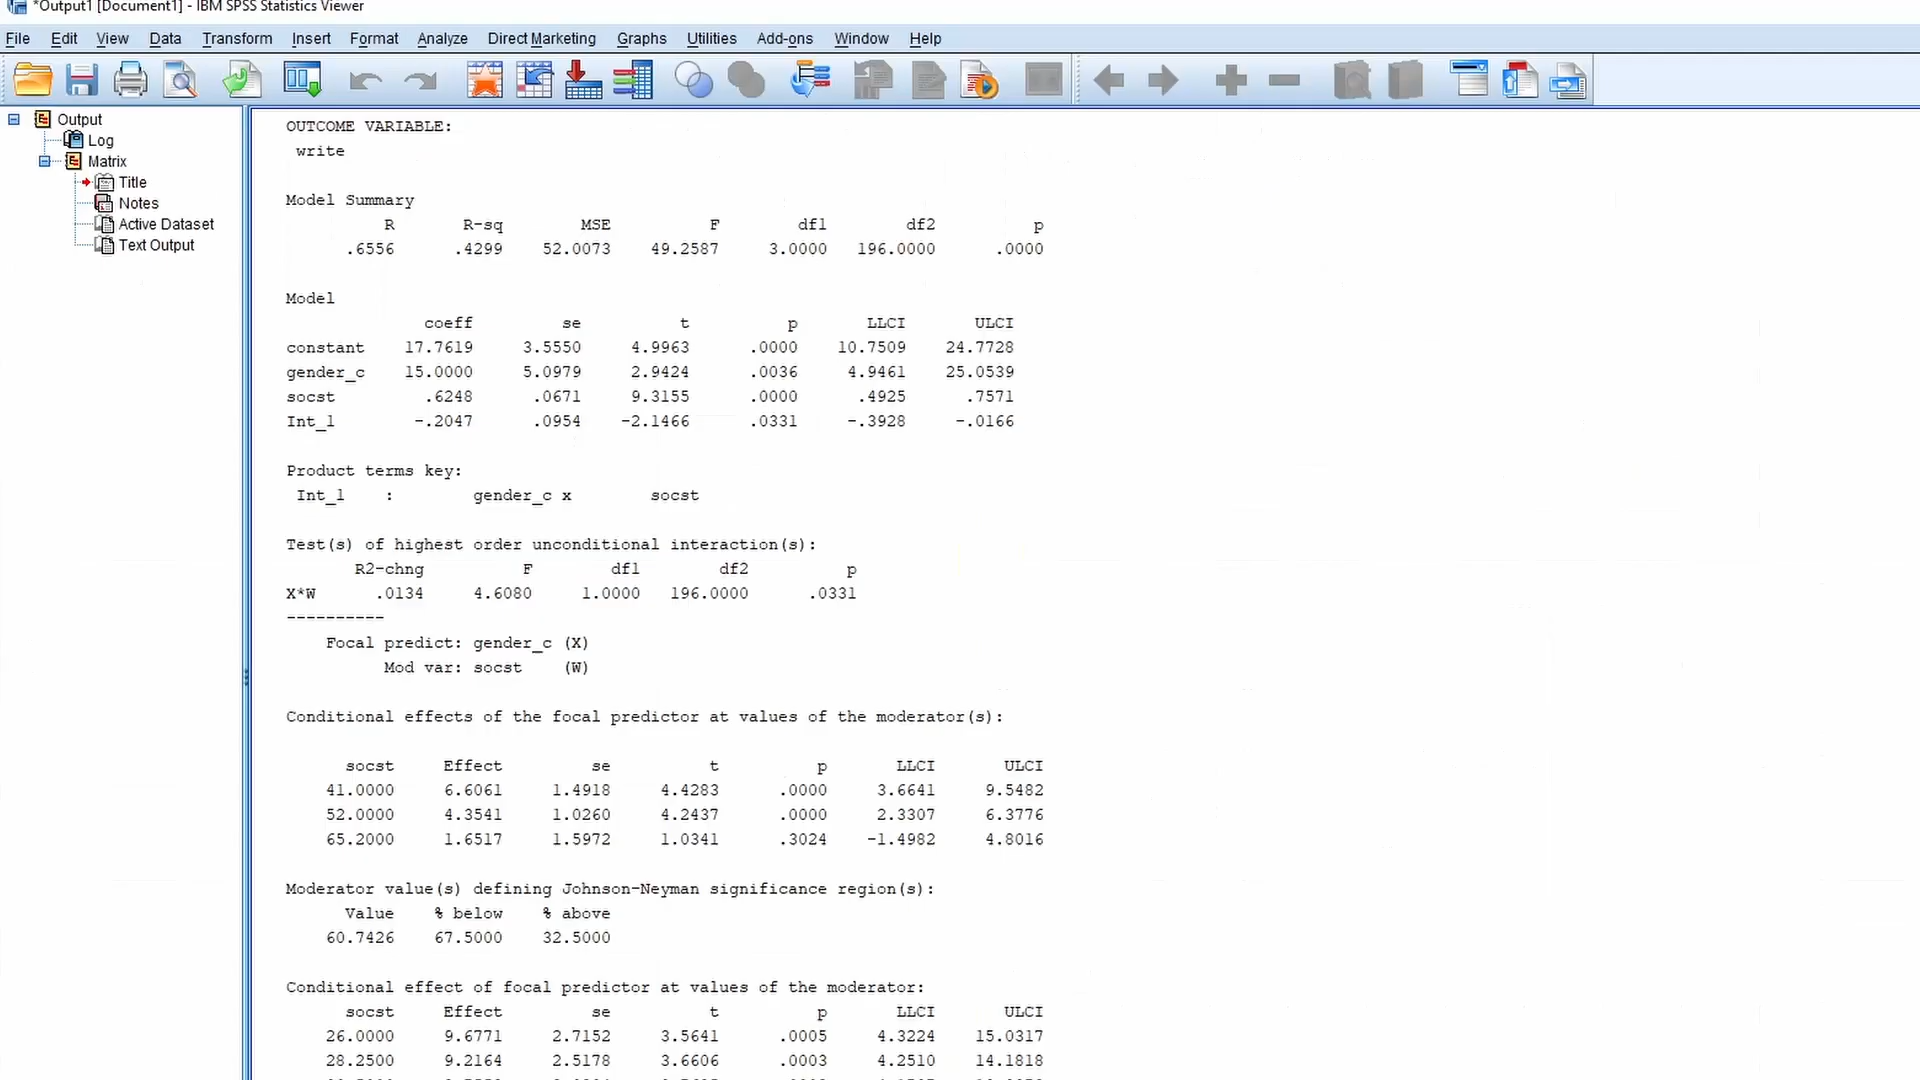 *Output1 [Document1] - IBM SPSS Statistics Viewer
File Edit View Data Transform Insert Format Analyze Direct Marketing Graphs Utilities Add-ons Window Help
Output
Log
Matrix
Title
Notes
Active Dataset
Text Output
OUTCOME VARIABLE:
write
Model Summary
R R-sq MSE F df1 df2 p
.6556 .4299 52.0073 49.2587 3.0000 196.0000 .0000
Model
coeff se t p LLCI ULCI
constant 17.7619 3.5550 4.9963 .0000 10.7509 24.7728
gender_c 15.0000 5.0979 2.9424 .0036 4.9461 25.0539
socst .6248 .0671 9.3155 .0000 .4925 .7571
Int_1 -.2047 .0954 -2.1466 .0331 -.3928 -.0166
Product terms key:
Int_1 : gender_c x socst
Test(s) of highest order unconditional interaction(s):
R2-chng F df1 df2 p
X*W .0134 4.6080 1.0000 196.0000 .0331
----------
Focal predict: gender_c (X)
Mod var: socst (W)
Conditional effects of the focal predictor at values of the moderator(s):
socst Effect se t p LLCI ULCI
41.0000 6.6061 1.4918 4.4283 .0000 3.6641 9.5482
52.0000 4.3541 1.0260 4.2437 .0000 2.3307 6.3776
65.2000 1.6517 1.5972 1.0341 .3024 -1.4982 4.8016
Moderator value(s) defining Johnson-Neyman significance region(s):
Value % below % above
60.7426 67.5000 32.5000
Conditional effect of focal predictor at values of the moderator:
socst Effect se t p LLCI ULCI
26.0000 9.6771 2.7152 3.5641 .0005 4.3224 15.0317
28.2500 9.2164 2.5178 3.6606 .0003 4.2510 14.1818